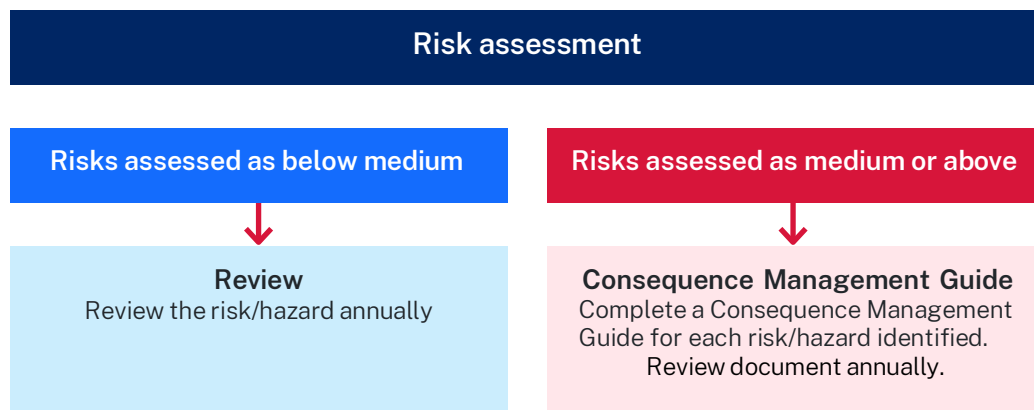 Risk assessment
Risks assessed as below medium
Risks assessed as medium or above
Review
Review the risk/hazard annually
Consequence Management Guide
Complete a Consequence Management
Guide for each risk/hazard identified.
Review document annually.